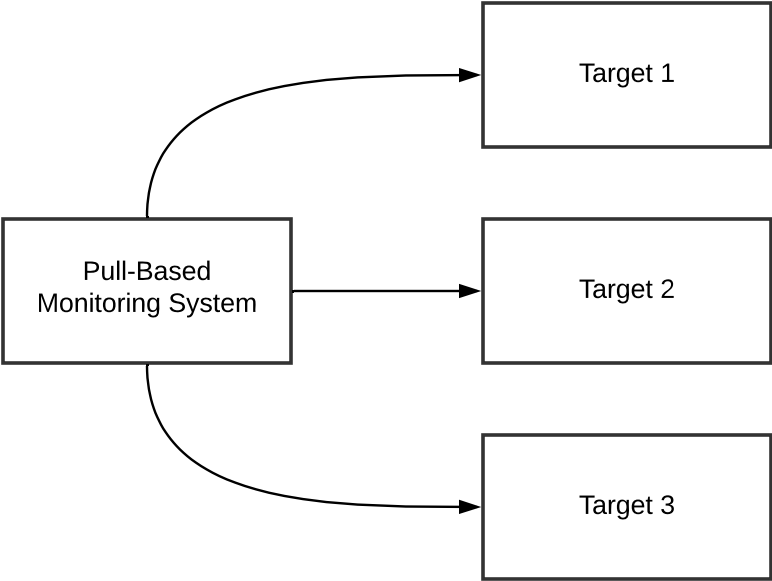 Target 1
Pull-Based
Monitoring System
Target 2
Target 3